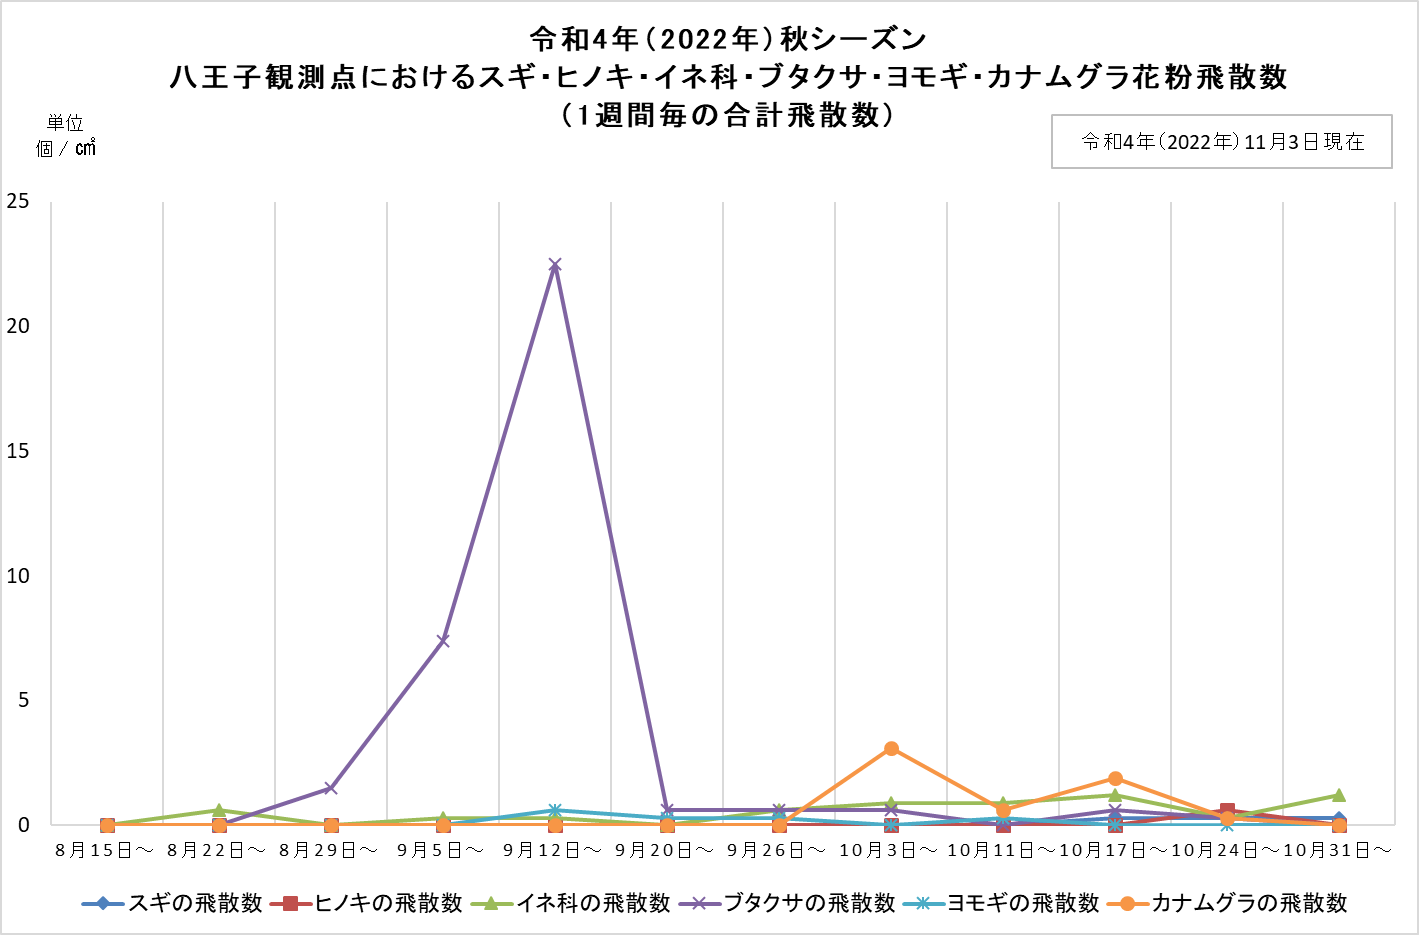 令和4年（2022年）秋シーズン
八王子観測点におけるスギ・ヒノキ・イネ科・ブタクサ・ヨモギ・カナムグラ花粉飛散数
（1週間毎の合計飛散数）
単位
個／㎠
令和4年（2022年）11月3日現在
25
20
15
10
5
0
8月15日～ 8月22日～ 8月29日～ 9月5日～ 9月12日～ 9月20日～ 9月26日～ 10月3日～ 10月11日～ 10月17日～ 10月24日～ 10月31日～
スギの飛散数 ヒノキの飛散数 イネ科の飛散数 ブタクサの飛散数 ヨモギの飛散数 カナムグラの飛散数